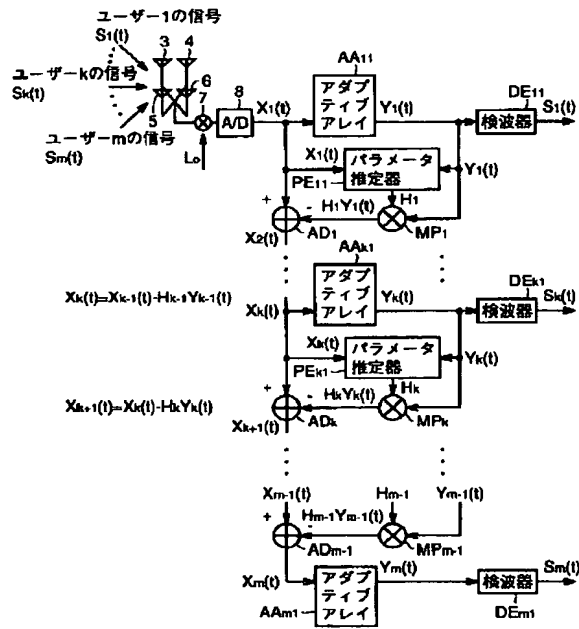 ユーザー1の信号
S1(t)
3
4
ユーザーkの信号
Sk(t)
5
6
7
8
A/D
ユーザーmの信号
Sm(t)
Lo
X1(t)
AA11
アダプ
ティブ
アレイ
Y1(t)
DE11
検波器
S1(t)
X1(t)
パラメータ
推定器
PE11
Y1(t)
H1
+
-
H1Y1(t)
AD1
MP1
X2(t)
AAk1
アダプ
ティブ
アレイ
Xk(t)=Xk-1(t)-Hk-1Yk-1(t)
Xk(t)
Yk(t)
DEk1
検波器
Sk(t)
Xk(t)
パラメータ
推定器
PEk1
Yk(t)
Hk
+
-
HkYk(t)
Xk+1(t)=Xk(t)-HkYk(t)
ADk
MPk
Xk+1(t)
Xm-1(t)
Hm-1
Ym-1(t)
+
-
Hm-1Ym-1(t)
ADm-1
MPm-1
Xm(t)
アダプ
ティブ
アレイ
AAm1
Ym(t)
検波器
DEm1
Sm(t)